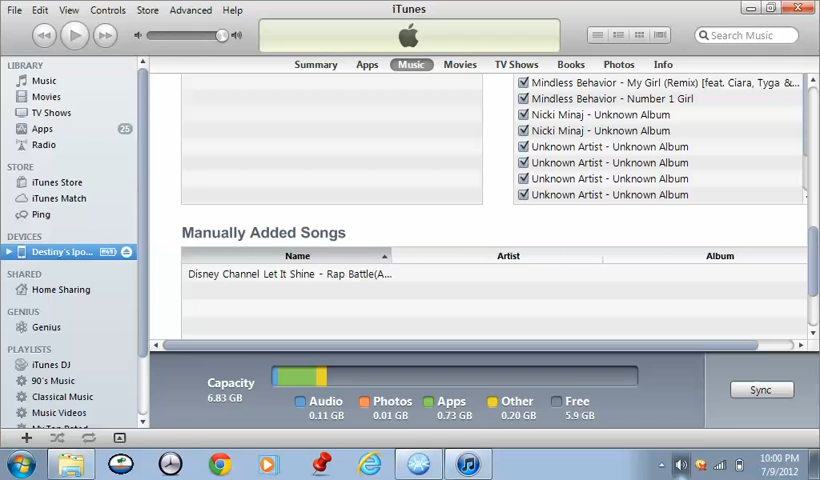 iTunes
File Edit View Controls Store Advanced Help
Search Music
LIBRARY
Music
Movies
TV Shows
Apps 25
Radio
STORE
iTunes Store
iTunes Match
Ping
DEVICES
Destiny's Ipo...
SHARED
Home Sharing
GENIUS
Genius
PLAYLISTS
iTunes DJ
90's Music
Classical Music
Music Videos
My Top Rated
Summary Apps Music Movies TV Shows Books Photos Info
Mindless Behavior - My Girl (Remix) [feat. Ciara, Tyga &...
Mindless Behavior - Number 1 Girl
Nicki Minaj - Unknown Album
Nicki Minaj - Unknown Album
Unknown Artist - Unknown Album
Unknown Artist - Unknown Album
Unknown Artist - Unknown Album
Unknown Artist - Unknown Album
Manually Added Songs
Name Artist Album
Disney Channel Let It Shine - Rap Battle(A...
Capacity
6.83 GB
Audio Photos Apps Other Free
0.11 GB 0.01 GB 0.73 GB 0.20 GB 5.9 GB
Sync
10:00 PM
7/9/2012